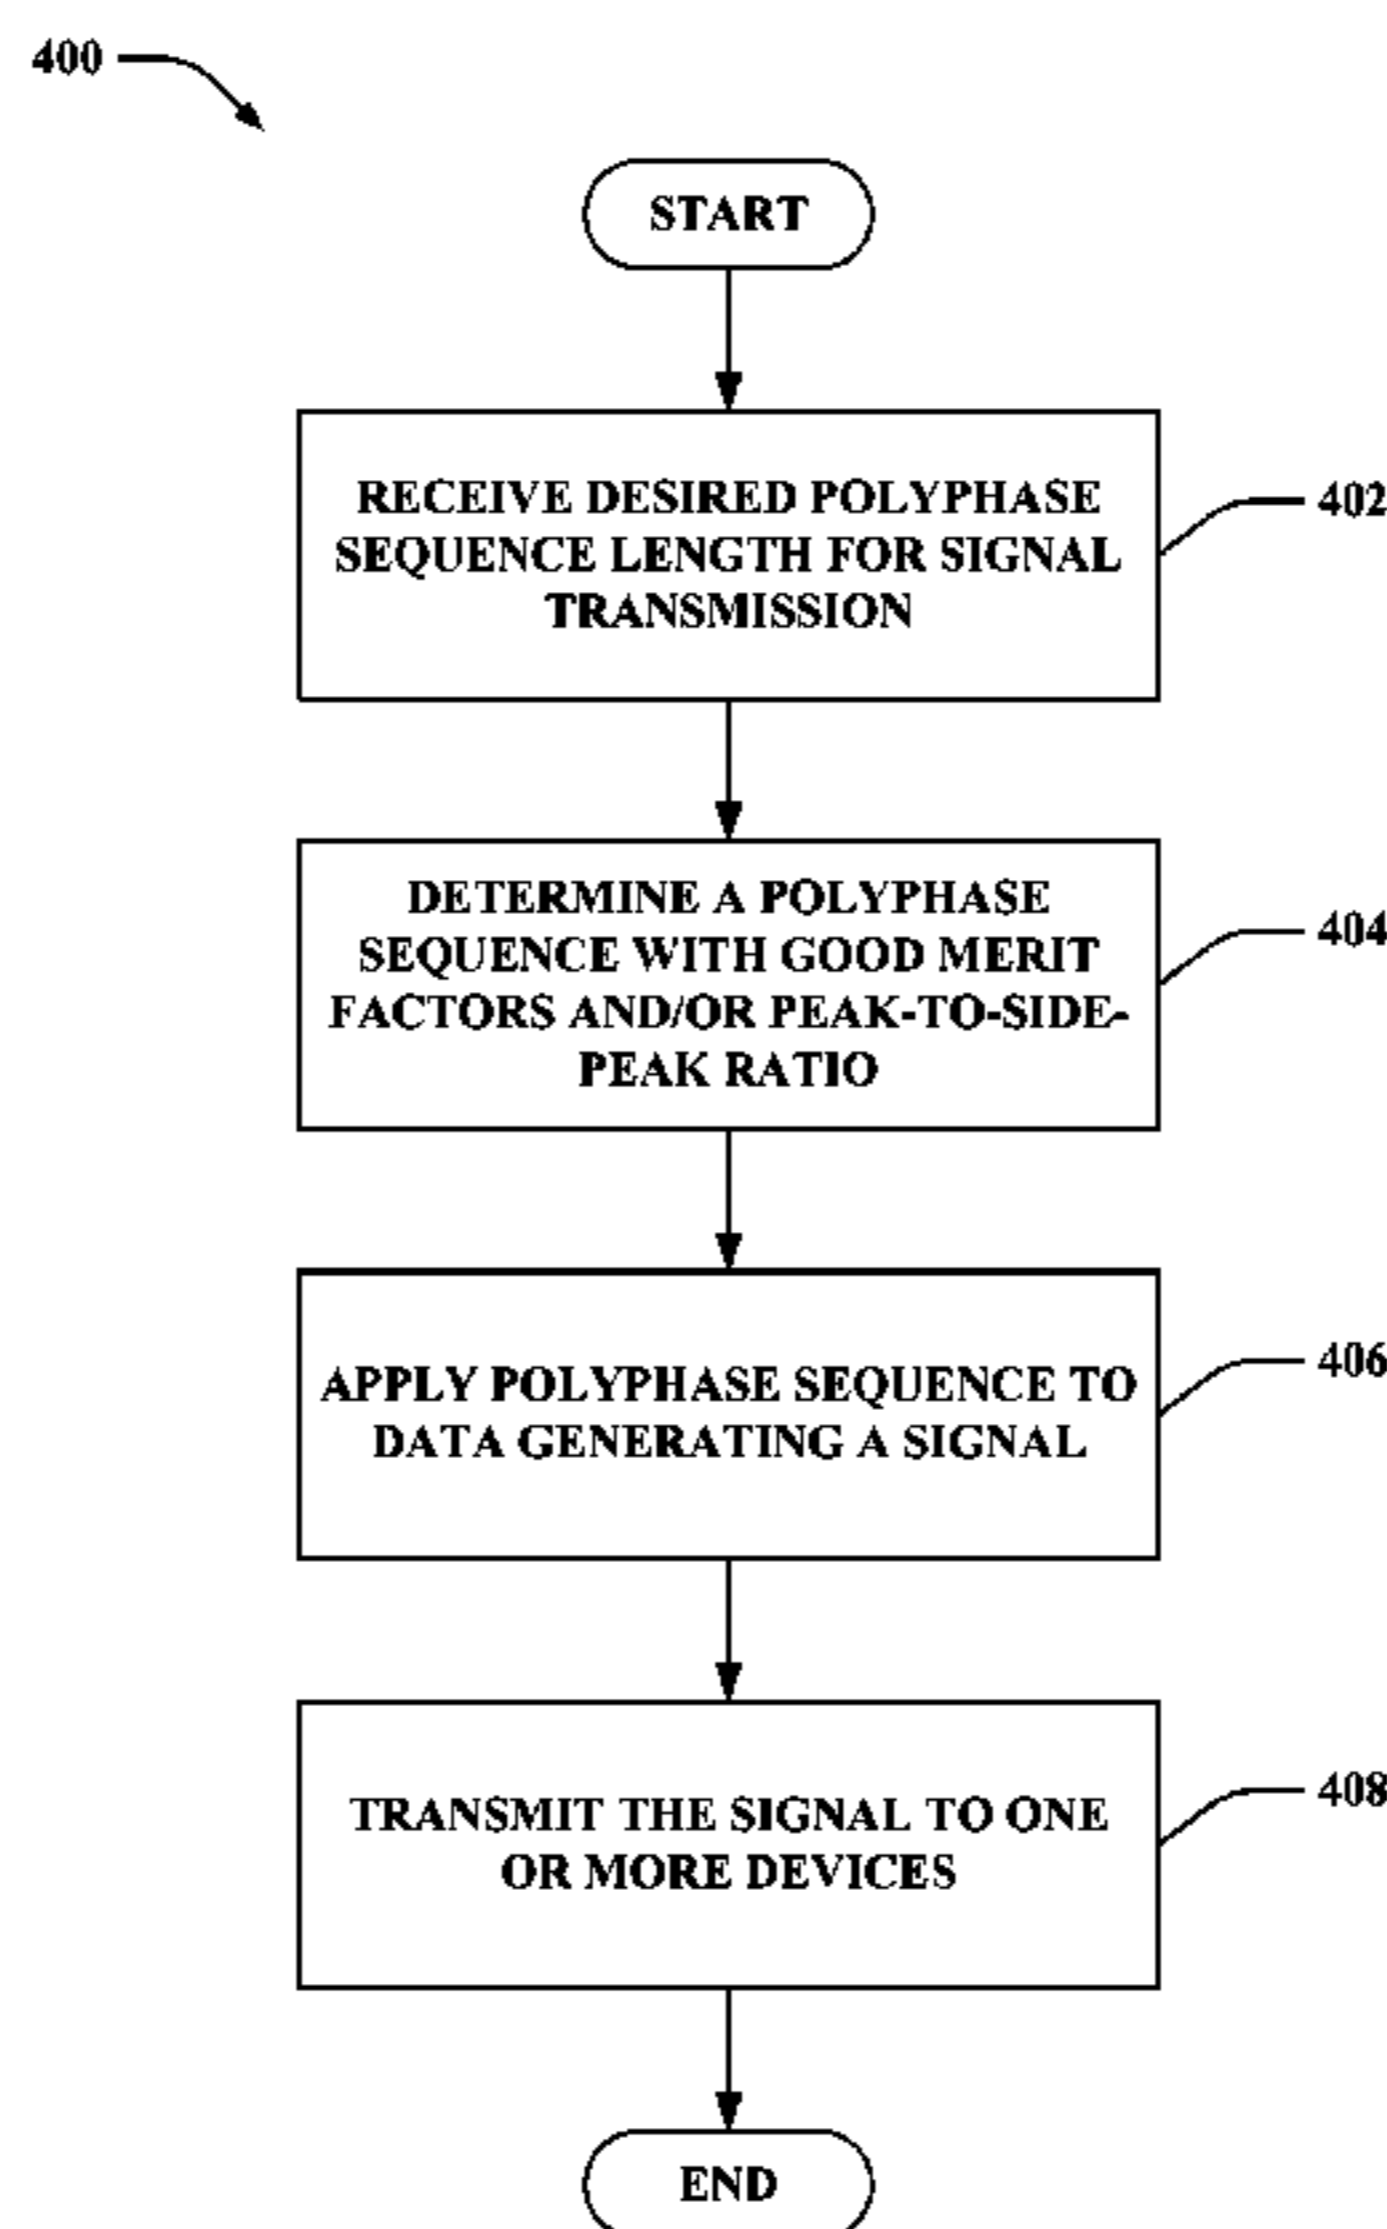 400
START
RECEIVE DESIRED POLYPHASE
SEQUENCE LENGTH FOR SIGNAL
TRANSMISSION
402
DETERMINE A POLYPHASE
SEQUENCE WITH GOOD MERIT
FACTORS AND/OR PEAK-TO-SIDE-
PEAK RATIO
404
APPLY POLYPHASE SEQUENCE TO
DATA GENERATING A SIGNAL
406
TRANSMIT THE SIGNAL TO ONE
OR MORE DEVICES
408
END